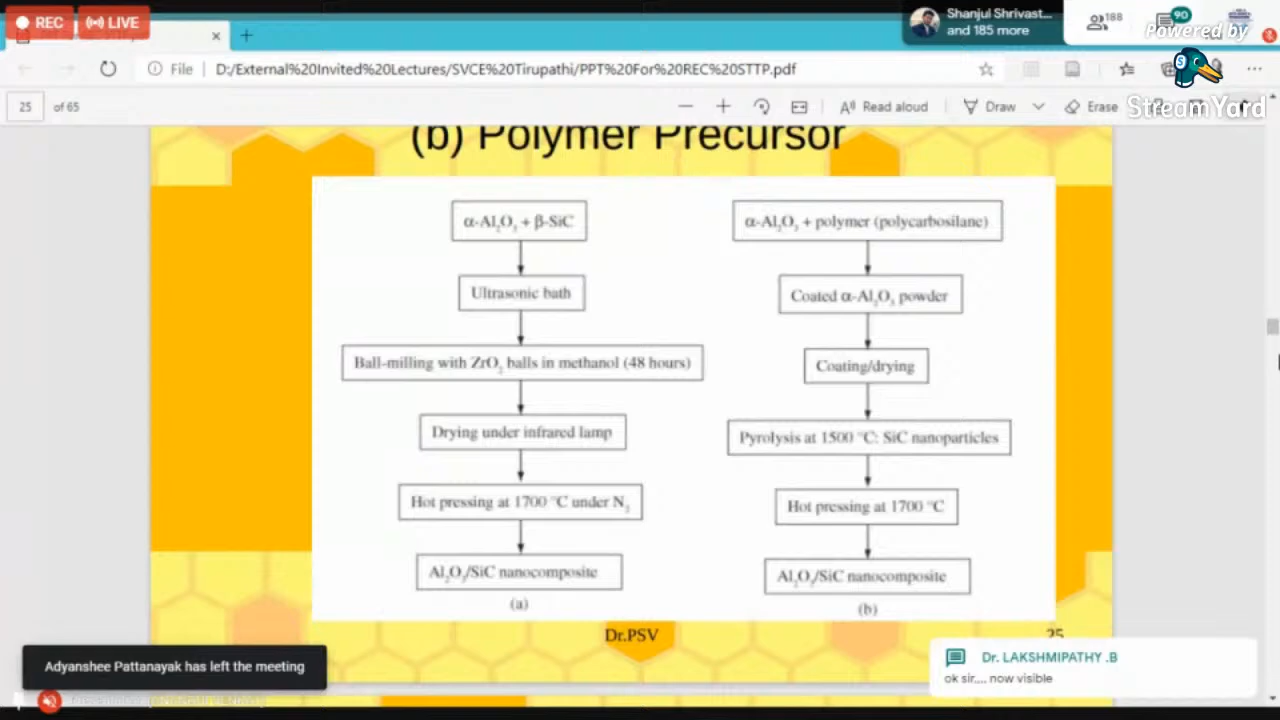 REC
LIVE
Shanjul Shrivast...
and 185 more
188
90
Powered by
StreamYard
File
D:/External%20Invited%20Lectures/SVCE%20Tirupathi/PPT%20For%20REC%20STTP.pdf
25 of 65
Read aloud
Draw
Erase
(b) Polymer Precursor
α-Al₂O₃ + β-SiC
Ultrasonic bath
Ball-milling with ZrO₂ balls in methanol (48 hours)
Drying under infrared lamp
Hot pressing at 1700 °C under N₂
Al₂O₃/SiC nanocomposite
(a)
α-Al₂O₃ + polymer (polycarbosilane)
Coated α-Al₂O₃ powder
Coating/drying
Pyrolysis at 1500 °C: SiC nanoparticles
Hot pressing at 1700 °C
Al₂O₃/SiC nanocomposite
(b)
Dr.PSV
25
Adyanshee Pattanayak has left the meeting
Dr. LAKSHMIPATHY .B
ok sir,... now visible